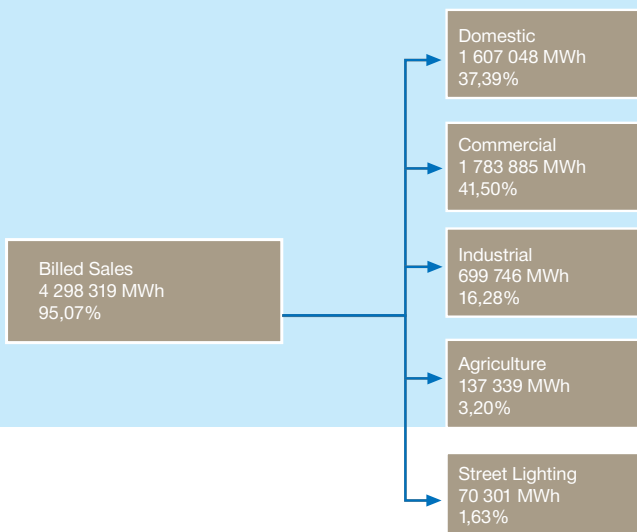 Domestic
1 607 048 MWh
37,39%
Commercial
1 783 885 MWh
41,50%
Billed Sales
4 298 319 MWh
95,07%
Industrial
699 746 MWh
16,28%
Agriculture
137 339 MWh
3,20%
Street Lighting
70 301 MWh
1,63%